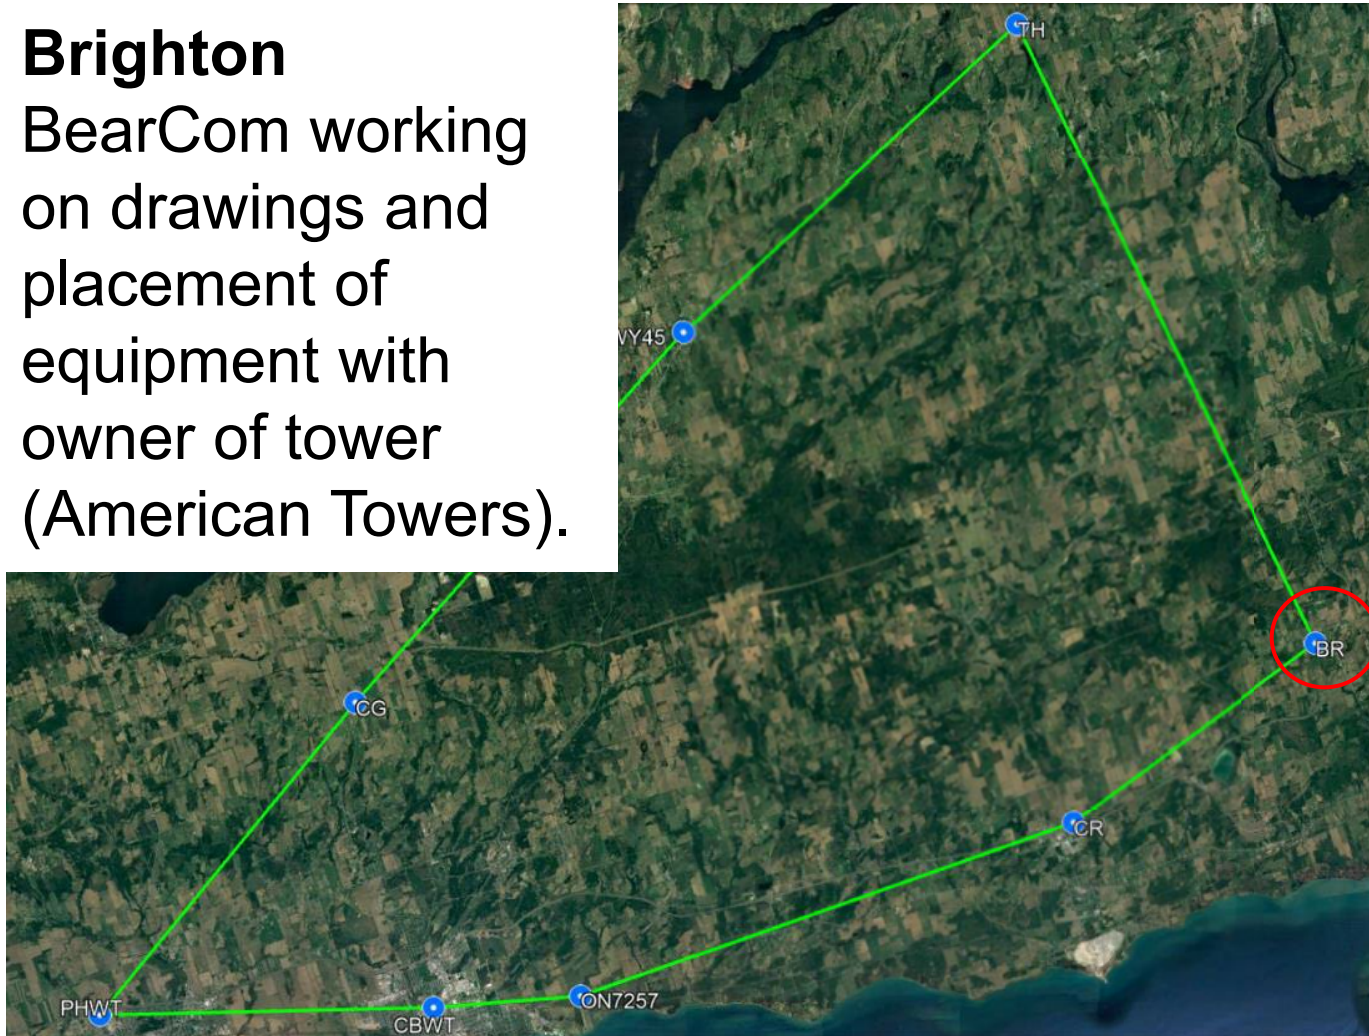 Brighton
BearCom working
on drawings and
placement of
equipment with
owner of tower
(American Towers).
TH
WY45
BR
CG
CR
PHWT
ON7257
CBWT